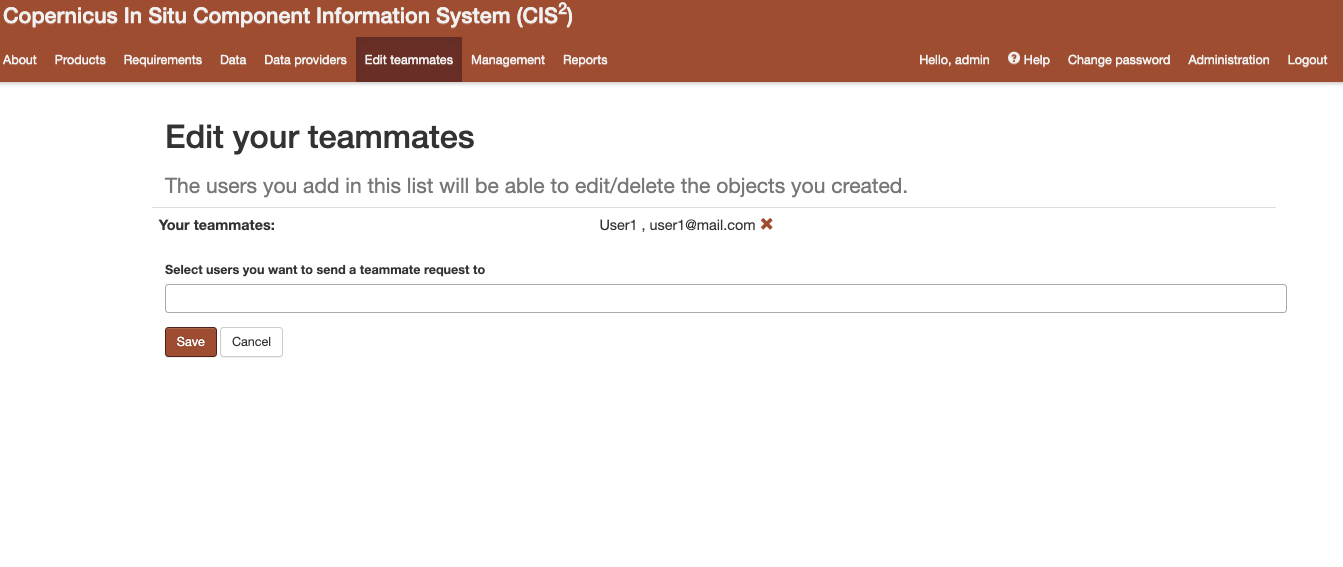 Copernicus In Situ Component Information System (CIS²)
About Products Requirements Data Data providers Edit teammates Management Reports Hello, admin Help Change password Administration Logout
Edit your teammates
The users you add in this list will be able to edit/delete the objects you created.
Your teammates: User1 , user1@mail.com
Select users you want to send a teammate request to
Save Cancel